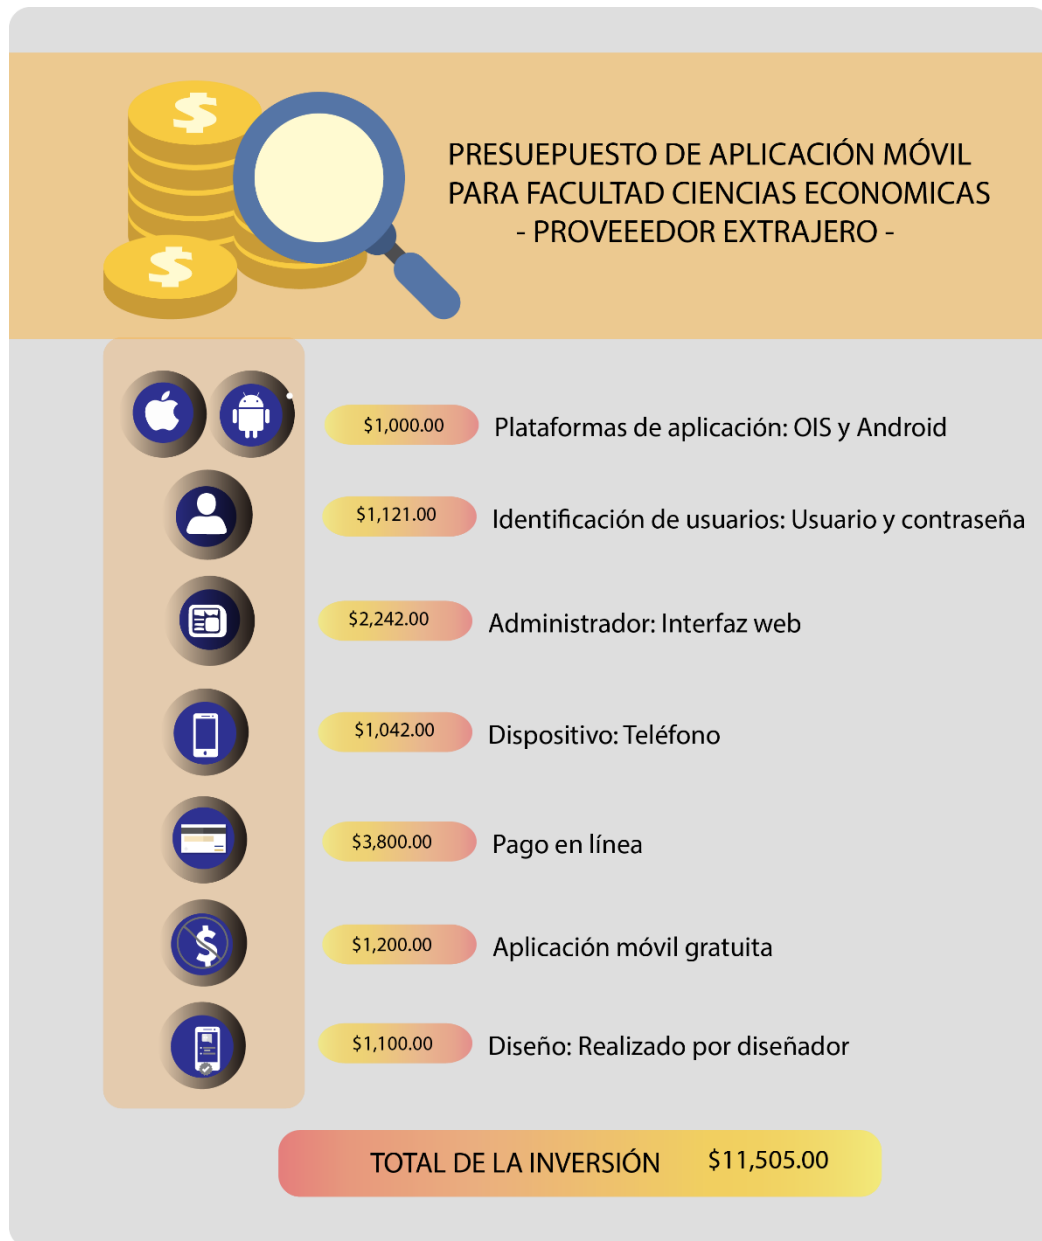 PRESUEPUESTO DE APLICACIÓN MÓVIL
PARA FACULTAD CIENCIAS ECONOMICAS
- PROVEEEDOR EXTRAJERO -
$1,000.00 Plataformas de aplicación: OIS y Android
$1,121.00 Identificación de usuarios: Usuario y contraseña
$2,242.00 Administrador: Interfaz web
$1,042.00 Dispositivo: Teléfono
$3,800.00 Pago en línea
$1,200.00 Aplicación móvil gratuita
$1,100.00 Diseño: Realizado por diseñador
TOTAL DE LA INVERSIÓN $11,505.00